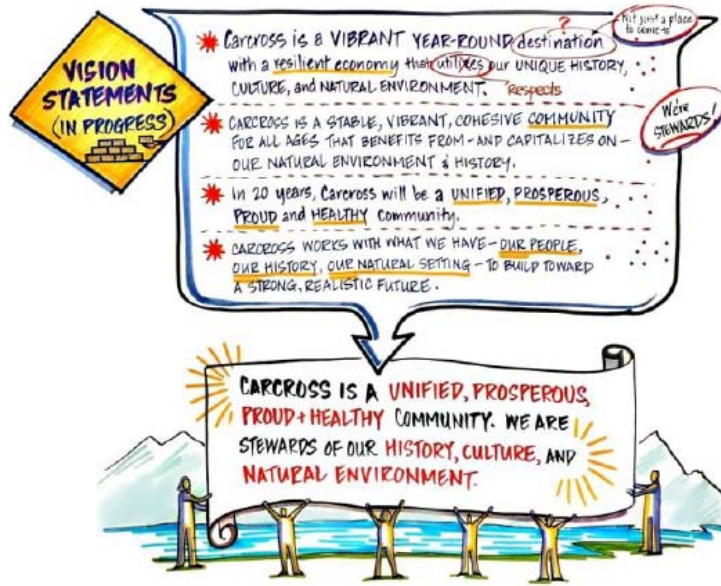 VISION
STATEMENTS
(IN PROGRESS)
?
Not just a place
to come to
Carcross is a VIBRANT YEAR-ROUND destination
with a resilient economy that utilizes our UNIQUE HISTORY,
CULTURE, and NATURAL ENVIRONMENT. Respects
We're
STEWARDS!
CARCROSS IS A STABLE, VIBRANT, COHESIVE COMMUNITY
FOR ALL AGES THAT BENEFITS FROM-AND CAPITALIZES ON-
OUR NATURAL ENVIRONMENT & HISTORY.
In 20 years, Carcross will be a UNIFIED, PROSPEROUS,
PROUD and HEALTHY Community.
CARCROSS WORKS WITH WHAT WE HAVE-OUR PEOPLE,
OUR HISTORY, OUR NATURAL SETTING-TO BUILD TOWARD
A STRONG, REALISTIC FUTURE.
CARCROSS IS A UNIFIED, PROSPEROUS,
PROUD+HEALTHY COMMUNITY. WE ARE
STEWARDS OF OUR HISTORY, CULTURE, AND
NATURAL ENVIRONMENT.